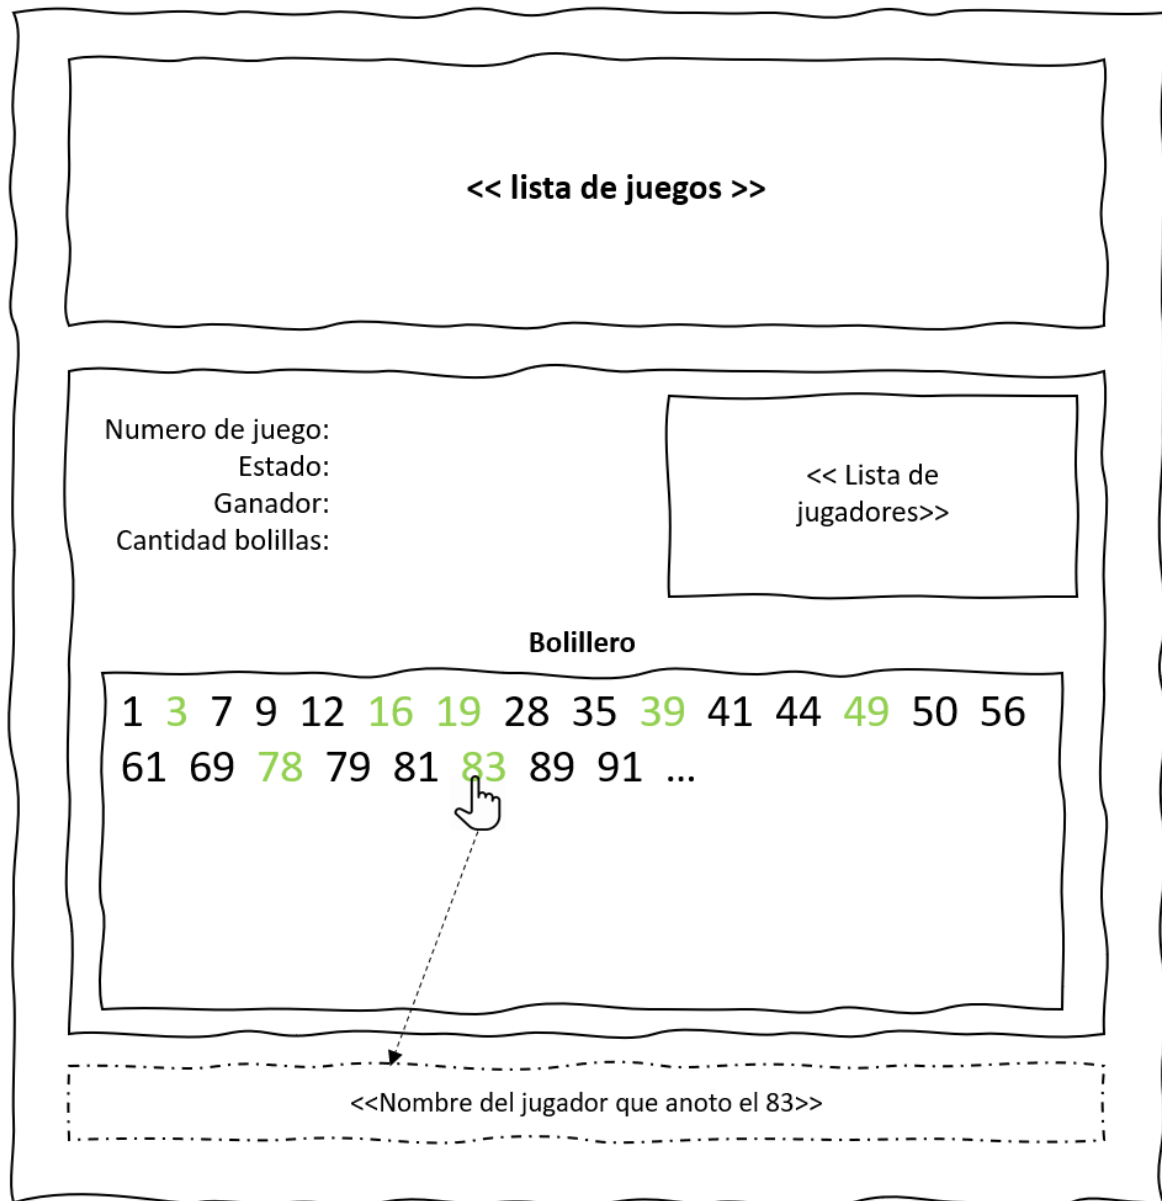 << lista de juegos >>
Numero de juego:
Estado:
Ganador:
Cantidad bolillas:
<< Lista de
jugadores>>
Bolillero
1 3 7 9 12 16 19 28 35 39 41 44 49 50 56
61 69 78 79 81 83 89 91 ...
<<Nombre del jugador que anoto el 83>>